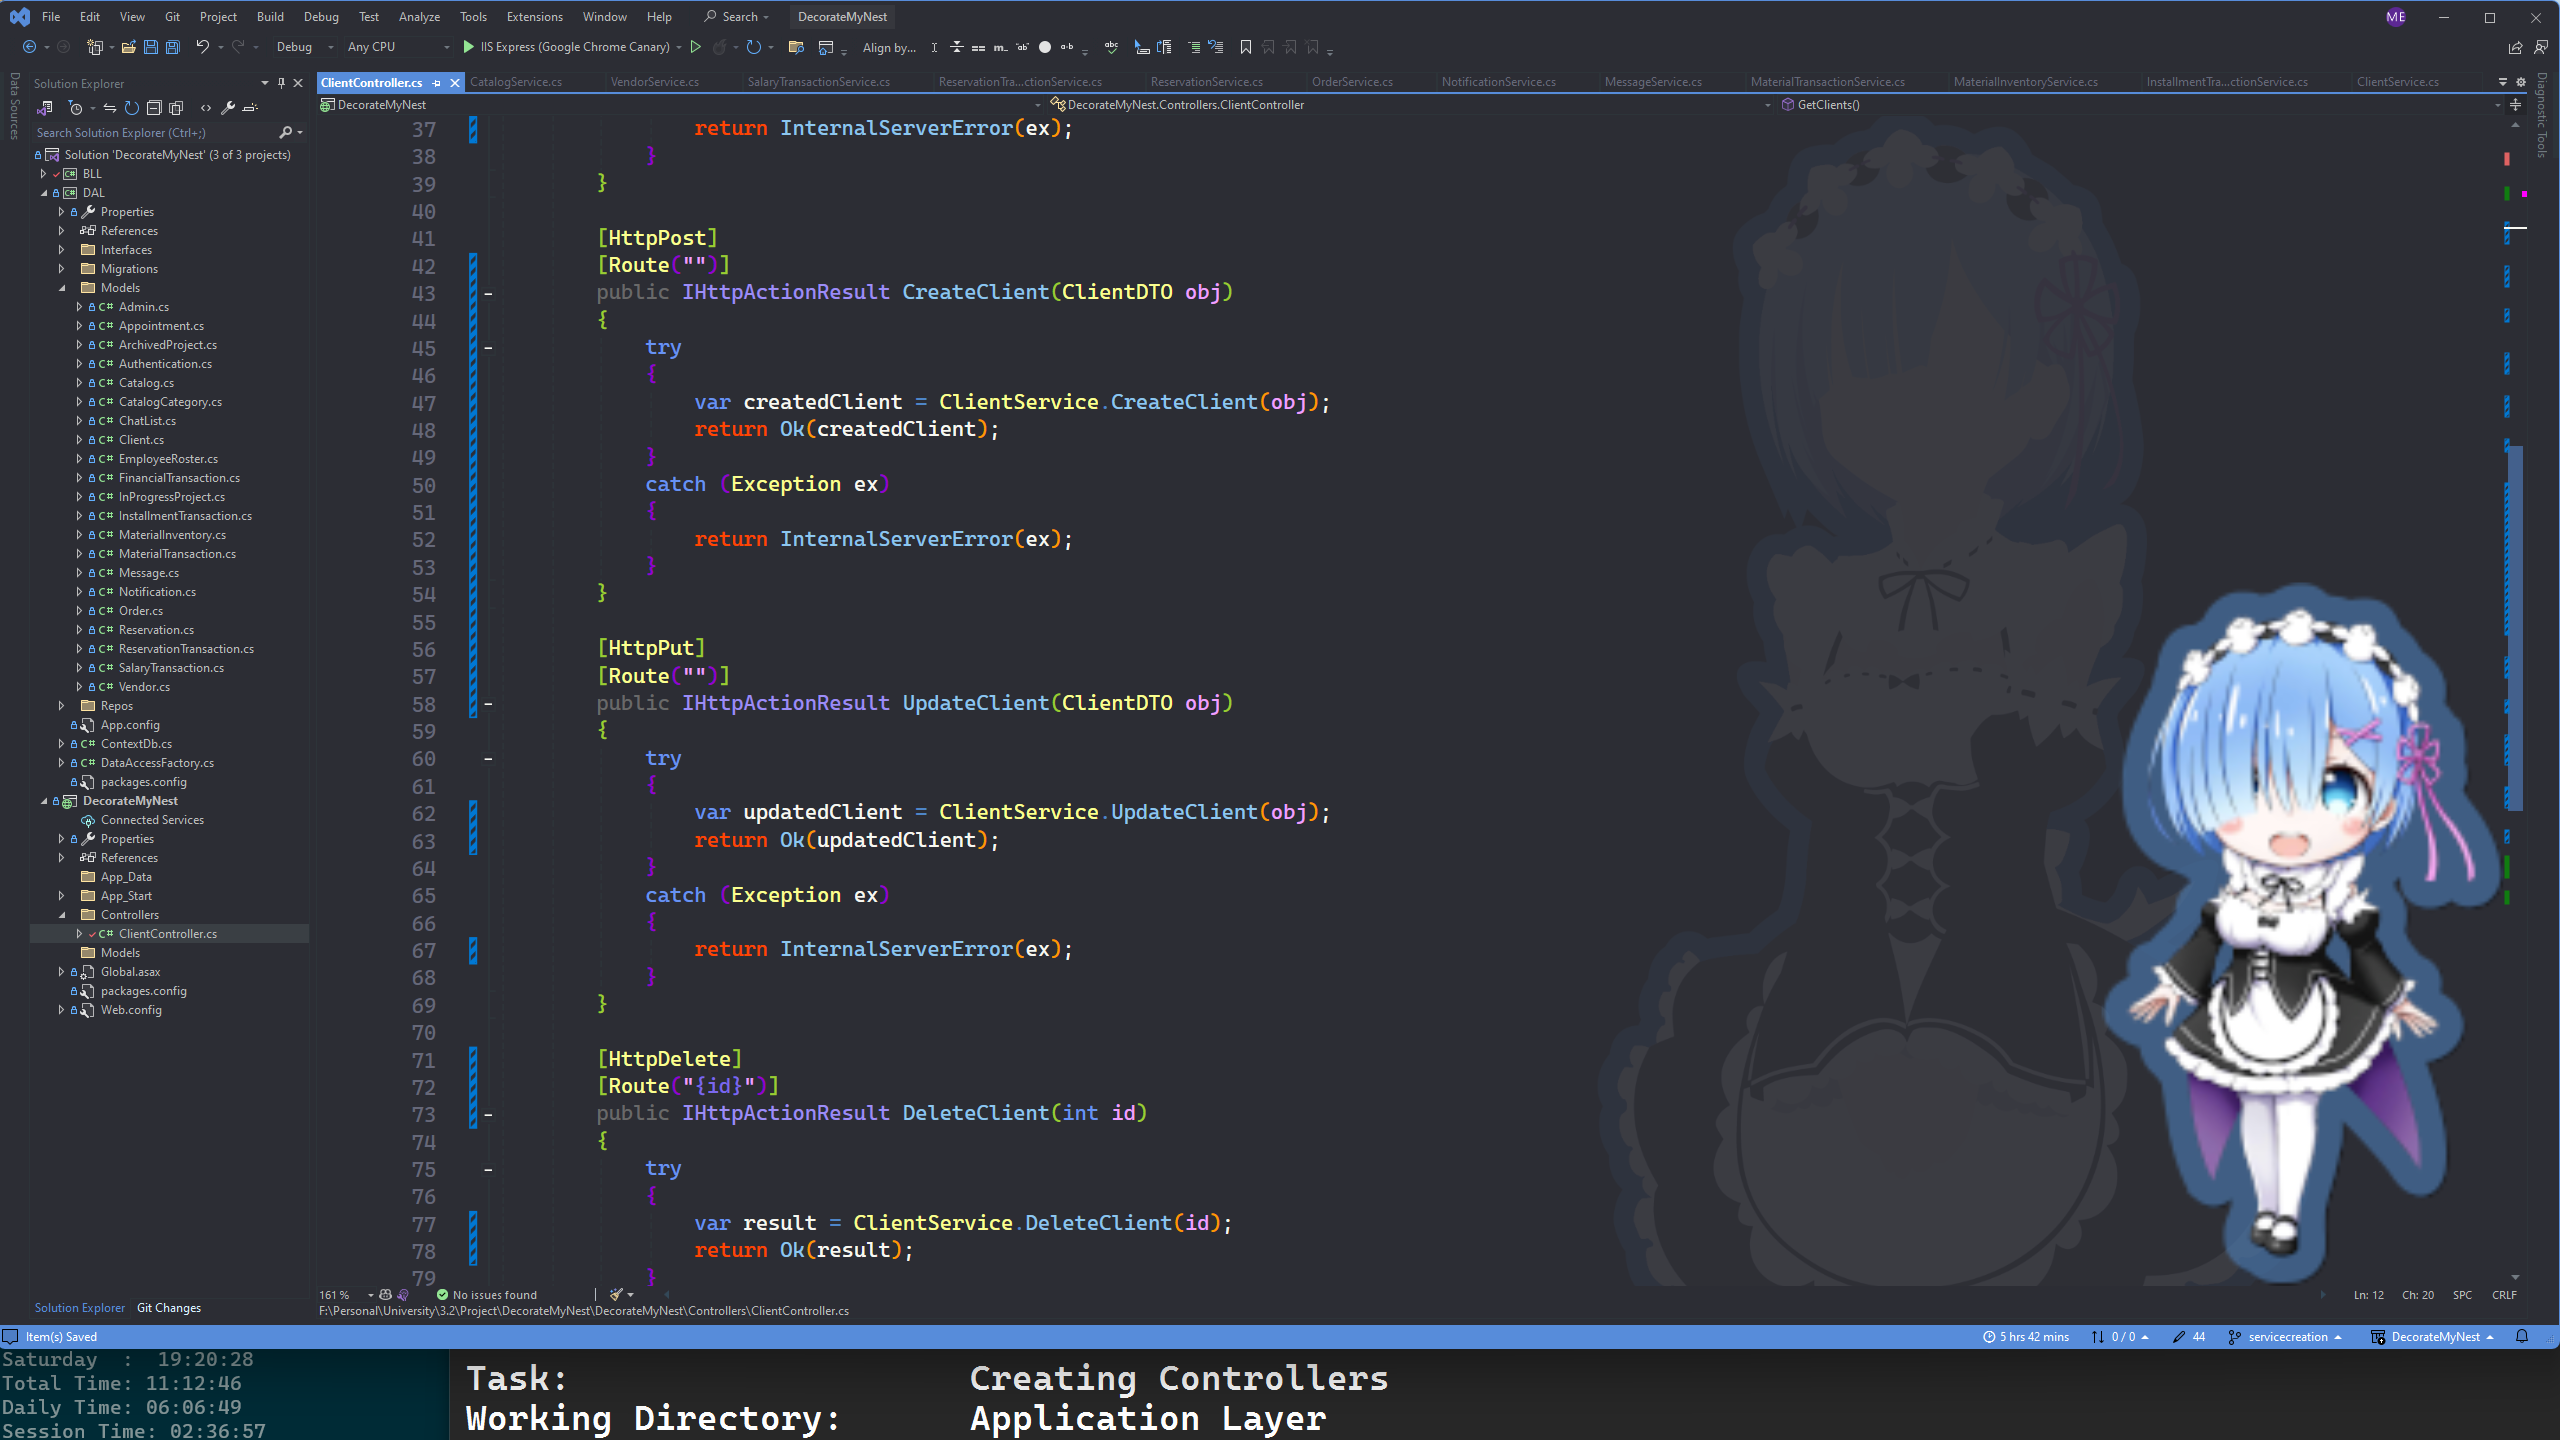 File Edit View Git Project Build Debug Test Analyze Tools Extensions Window Help Search DecorateMyNest ME
Debug Any CPU IIS Express (Google Chrome Canary) Align by...
Data Sources
Solution Explorer
Search Solution Explorer (Ctrl+;)
Solution 'DecorateMyNest' (3 of 3 projects)
BLL
DAL
Properties
References
Interfaces
Migrations
Models
C# Admin.cs
C# Appointment.cs
C# ArchivedProject.cs
C# Authentication.cs
C# Catalog.cs
C# CatalogCategory.cs
C# ChatList.cs
C# Client.cs
C# EmployeeRoster.cs
C# FinancialTransaction.cs
C# InProgressProject.cs
C# InstallmentTransaction.cs
C# MaterialInventory.cs
C# MaterialTransaction.cs
C# Message.cs
C# Notification.cs
C# Order.cs
C# Reservation.cs
C# ReservationTransaction.cs
C# SalaryTransaction.cs
C# Vendor.cs
Repos
App.config
C# ContextDb.cs
C# DataAccessFactory.cs
packages.config
DecorateMyNest
Connected Services
Properties
References
App_Data
App_Start
Controllers
C# ClientController.cs
Models
Global.asax
packages.config
Web.config
Solution Explorer Git Changes
ClientController.cs CatalogService.cs VendorService.cs SalaryTransactionService.cs ReservationTra...ctionService.cs ReservationService.cs OrderService.cs NotificationService.cs MessageService.cs MaterialTransactionService.cs MaterialInventoryService.cs InstallmentTra...ctionService.cs ClientService.cs
DecorateMyNest DecorateMyNest.Controllers.ClientController GetClients()
Diagnostic Tools
37 return InternalServerError(ex);
38 }
39 }
40
41 [HttpPost]
42 [Route("")]
43 public IHttpActionResult CreateClient(ClientDTO obj)
44 {
45 try
46 {
47 var createdClient = ClientService.CreateClient(obj);
48 return Ok(createdClient);
49 }
50 catch (Exception ex)
51 {
52 return InternalServerError(ex);
53 }
54 }
55
56 [HttpPut]
57 [Route("")]
58 public IHttpActionResult UpdateClient(ClientDTO obj)
59 {
60 try
61 {
62 var updatedClient = ClientService.UpdateClient(obj);
63 return Ok(updatedClient);
64 }
65 catch (Exception ex)
66 {
67 return InternalServerError(ex);
68 }
69 }
70
71 [HttpDelete]
72 [Route("{id}")]
73 public IHttpActionResult DeleteClient(int id)
74 {
75 try
76 {
77 var result = ClientService.DeleteClient(id);
78 return Ok(result);
79 }
161 % No issues found Ln: 12 Ch: 20 SPC CRLF
F:\Personal\University\3.2\Project\DecorateMyNest\DecorateMyNest\Controllers\ClientController.cs
Item(s) Saved 5 hrs 42 mins 0 / 0 44 servicecreation DecorateMyNest
Saturday : 19:20:28
Total Time: 11:12:46
Daily Time: 06:06:49
Session Time: 02:36:57
Task: Creating Controllers
Working Directory: Application Layer